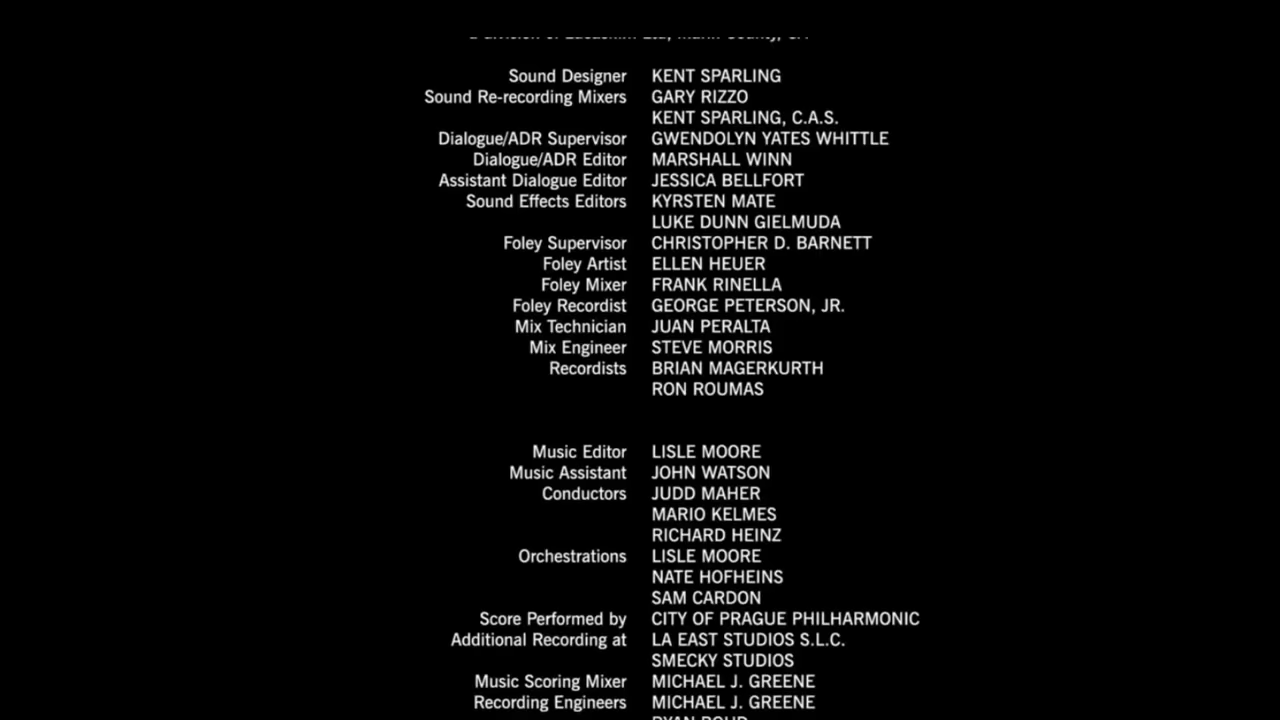 Sound Designer KENT SPARLING
Sound Re-recording Mixers GARY RIZZO
KENT SPARLING, C.A.S.
Dialogue/ADR Supervisor GWENDOLYN YATES WHITTLE
Dialogue/ADR Editor MARSHALL WINN
Assistant Dialogue Editor JESSICA BELLFORT
Sound Effects Editors KYRSTEN MATE
LUKE DUNN GIELMUDA
Foley Supervisor CHRISTOPHER D. BARNETT
Foley Artist ELLEN HEUER
Foley Mixer FRANK RINELLA
Foley Recordist GEORGE PETERSON, JR.
Mix Technician JUAN PERALTA
Mix Engineer STEVE MORRIS
Recordists BRIAN MAGERKURTH
RON ROUMAS
Music Editor LISLE MOORE
Music Assistant JOHN WATSON
Conductors JUDD MAHER
MARIO KELMES
RICHARD HEINZ
Orchestrations LISLE MOORE
NATE HOFHEINS
SAM CARDON
Score Performed by CITY OF PRAGUE PHILHARMONIC
Additional Recording at LA EAST STUDIOS S.L.C.
SMECKY STUDIOS
Music Scoring Mixer MICHAEL J. GREENE
Recording Engineers MICHAEL J. GREENE